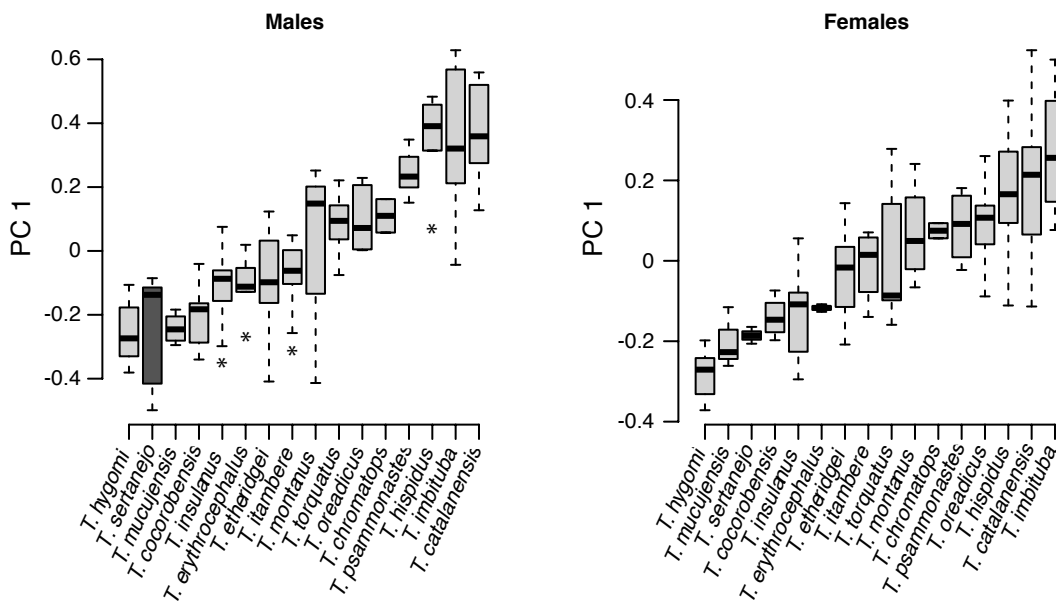 Males
PC 1
0.6
0.4
0.2
0
-0.2
-0.4
*
*
*
*
T. hygomi
T. sertanejo
T. mucujensis
T. cocorobensis
T. insulanus
T. erythrocephalus
T. etheridgei
T. itambere
T. montanus
T. torquatus
T. oreadicus
T. chromatops
T. psammonastes
T. hispidus
T. imbituba
T. catalanensis
Females
PC 1
0.4
0.2
0
-0.2
-0.4
T. hygomi
T. mucujensis
T. sertanejo
T. cocorobensis
T. insulanus
T. erythrocephalus
T. etheridgei
T. itambere
T. torquatus
T. montanus
T. chromatops
T. psammonastes
T. oreadicus
T. hispidus
T. catalanensis
T. imbituba